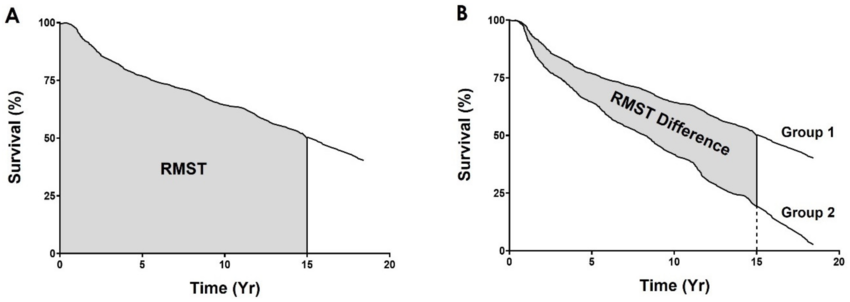 A
Survival (%)
100
75
50
25
0
RMST
0 5 10 15 20
Time (Yr)
B
Survival (%)
100
75
50
25
0
RMST Difference
Group 1
Group 2
0 5 10 15 20
Time (Yr)